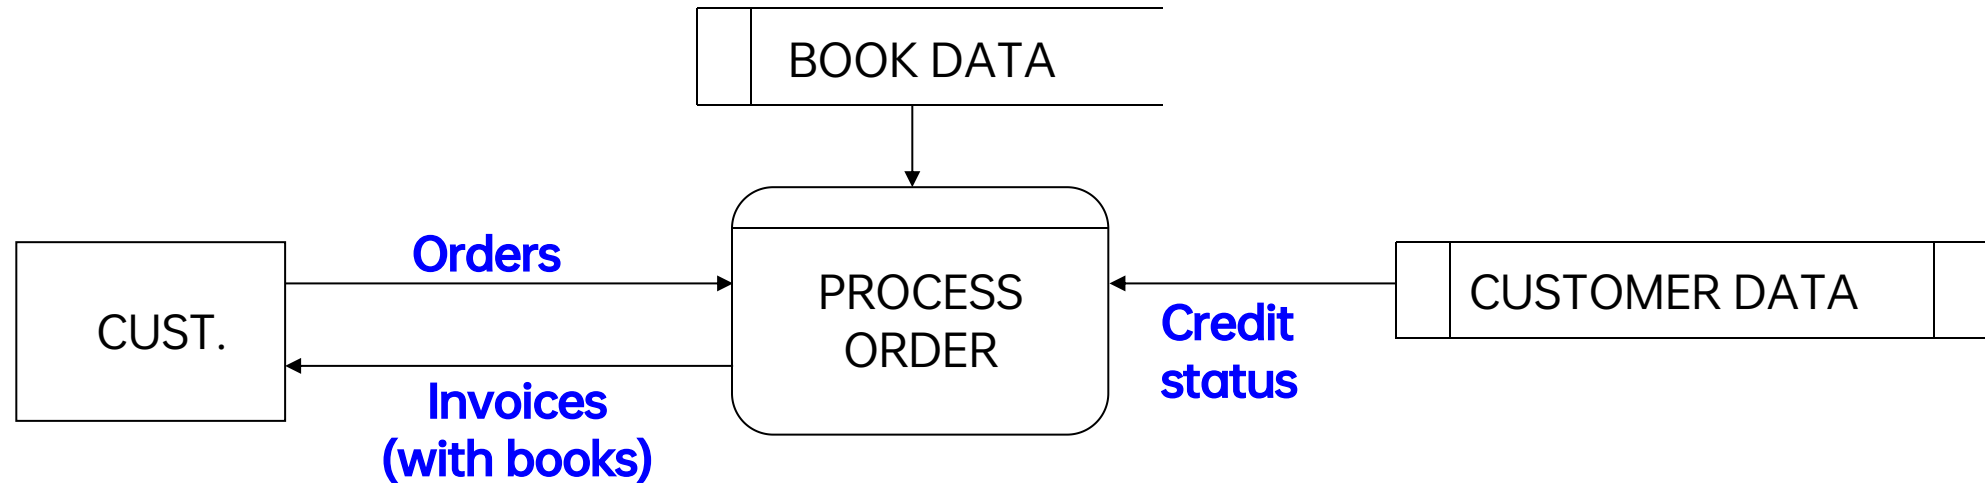 BOOK DATA
Orders
CUST.
PROCESS
ORDER
CUSTOMER DATA
Credit
status
Invoices
(with books)